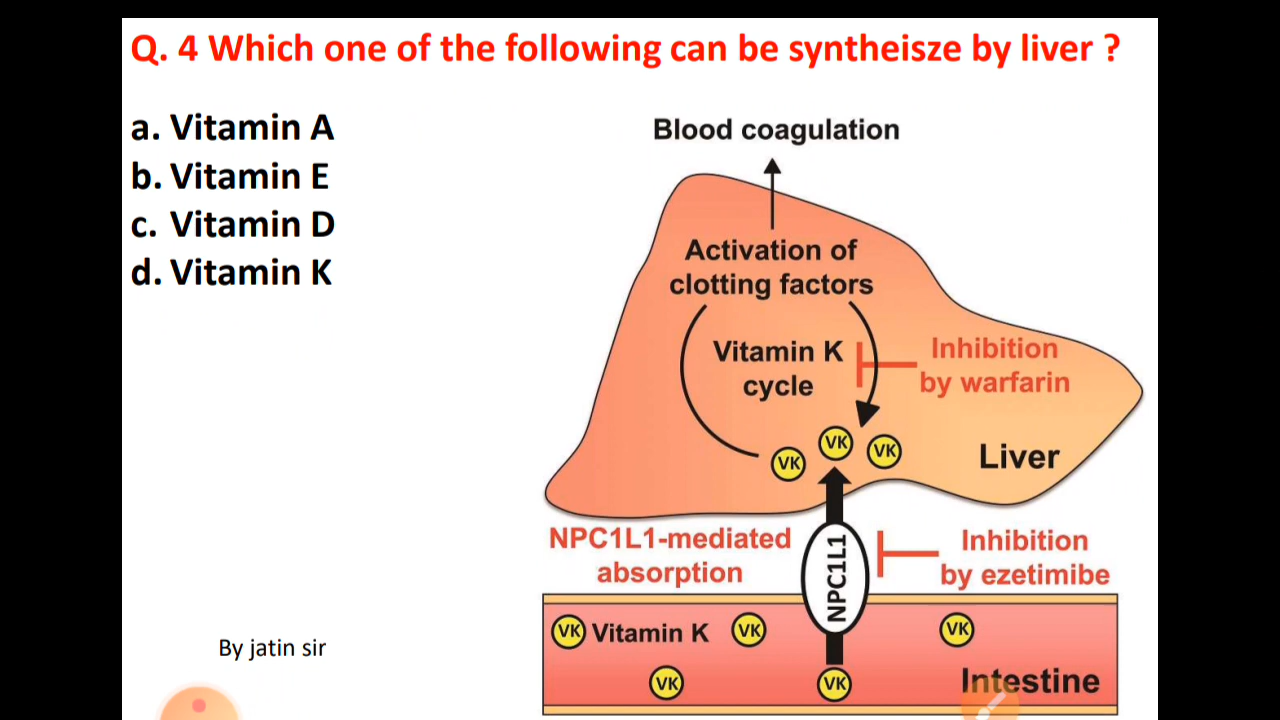 Q. 4 Which one of the following can be syntheisze by liver ?
a. Vitamin A
b. Vitamin E
c. Vitamin D
d. Vitamin K
Blood coagulation
Activation of
clotting factors
Vitamin K
cycle
Inhibition
by warfarin
VK
VK
VK
Liver
NPC1L1-mediated
absorption
NPC1L1
Inhibition
by ezetimibe
VK
Vitamin K
VK
VK
VK
VK
Intestine
By jatin sir